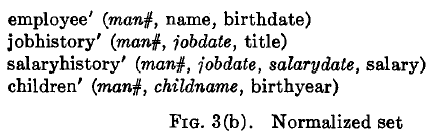 employee' (man#, name, birthdate)
jobhistory' (man#, jobdate, title)
salaryhistory' (man#, jobdate, salarydate, salary)
children' (man#, childname, birthyear)
FIG. 3(b). Normalized set